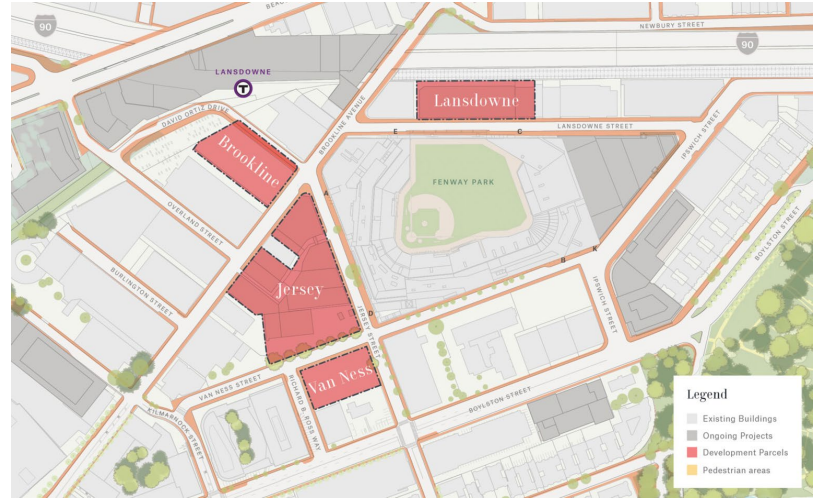 90
BEA
NEWBURY STREET
90
LANSDOWNE
T
DAVID ORTIZ DRIVE
BROOKLINE AVENUE
Lansdowne
LANSDOWNE STREET
E
C
IPSWICH STREET
Brookline
FENWAY PARK
A
OVERLAND STREET
BOYLSTON STREET
BURLINGTON STREET
B
K
Jersey
IPSWICH STREET
D
JERSEY STREET
VAN NESS STREET
Van Ness
RICHARD B. ROSS WAY
BOYLSTON STREET
KILMARNOCK STREET
Legend
Existing Buildings
Ongoing Projects
Development Parcels
Pedestrian areas